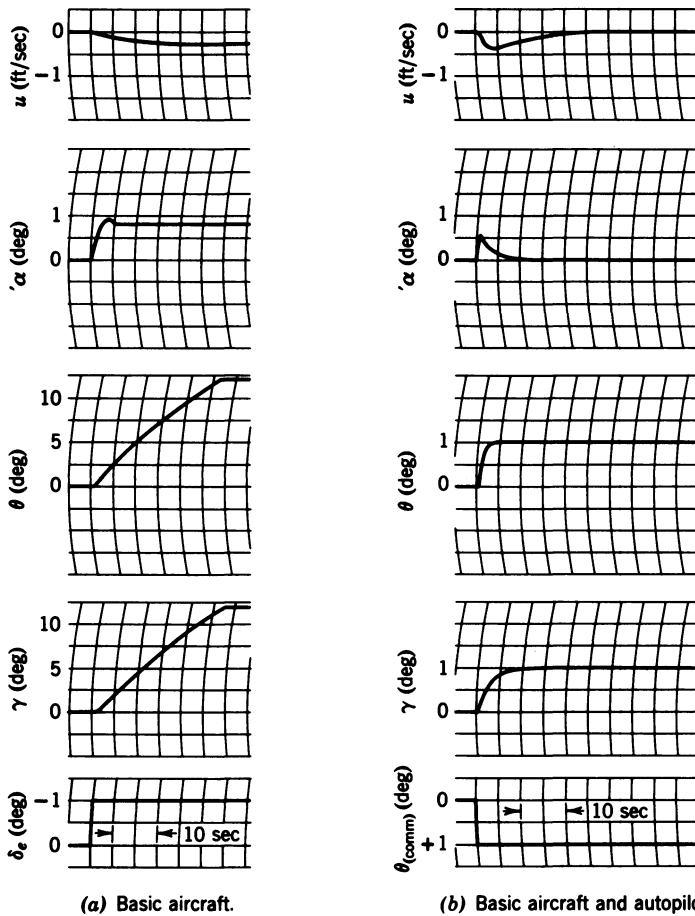 0
−1
u (ft/sec)
1
0
′α (deg)
10
5
0
θ (deg)
10
5
0
γ (deg)
−1
0
δe (deg)
10 sec
(a) Basic aircraft.
0
−1
u (ft/sec)
1
0
′α (deg)
1
0
θ (deg)
1
0
γ (deg)
0
+1
θ(comm) (deg)
10 sec
(b) Basic aircraft and autopilo